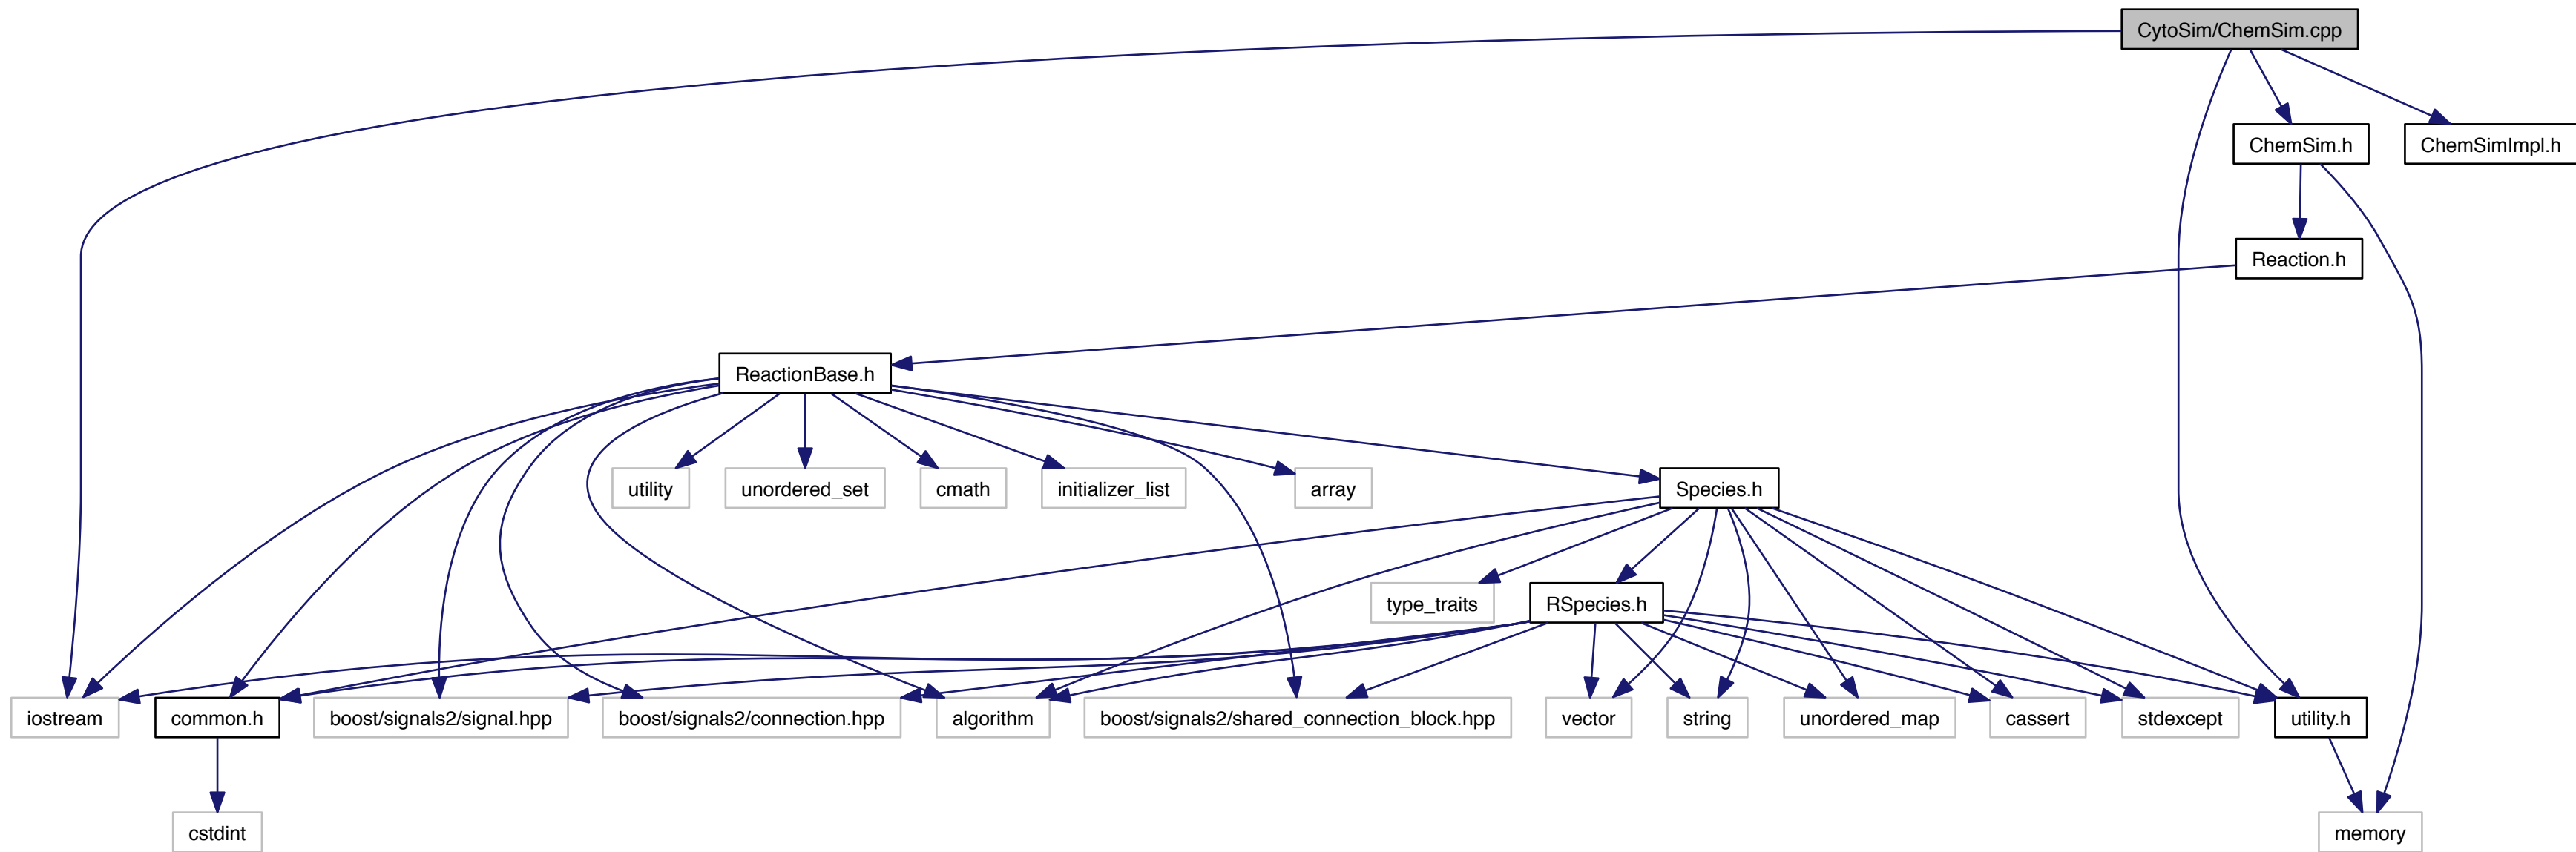 CytoSim/ChemSim.cpp
ChemSim.h
ChemSimImpl.h
Reaction.h
ReactionBase.h
utility
unordered_set
cmath
initializer_list
array
Species.h
type_traits
RSpecies.h
iostream
common.h
boost/signals2/signal.hpp
boost/signals2/connection.hpp
algorithm
boost/signals2/shared_connection_block.hpp
vector
string
unordered_map
cassert
stdexcept
utility.h
cstdint
memory